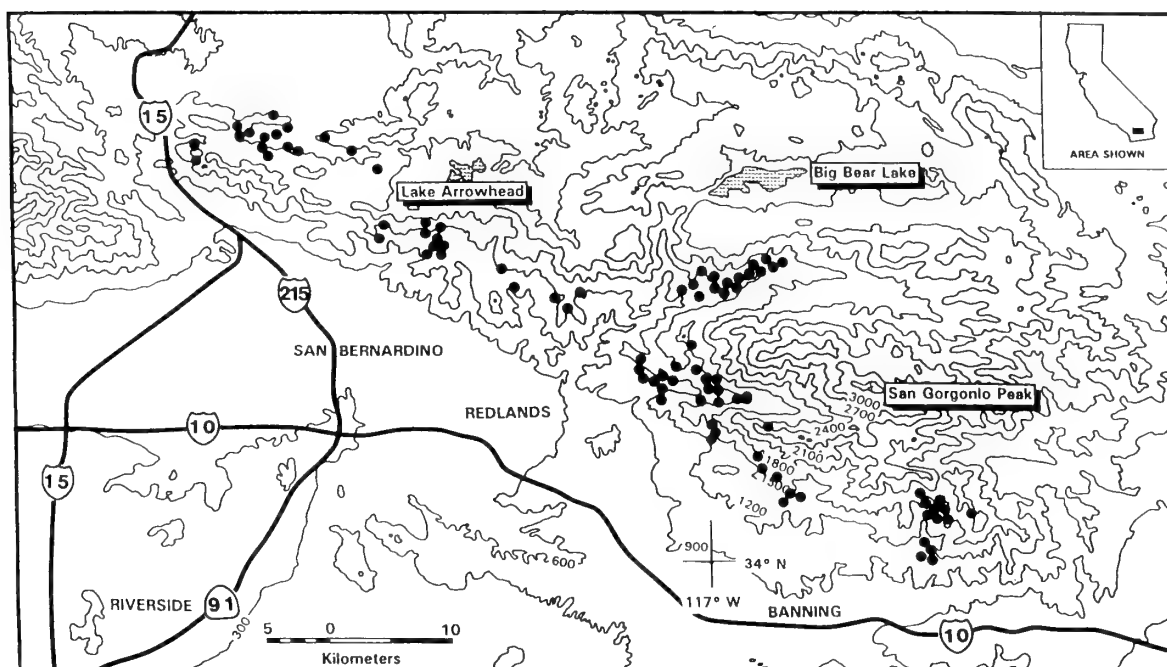 15
AREA SHOWN
Big Bear Lake
Lake Arrowhead
215
SAN BERNARDINO
San Gorgonio Peak
3000
2700
REDLANDS
2400
10
2100
1800
1500
15
1200
900
34° N
600
117° W
RIVERSIDE
91
300
BANNING
5 0 10
10
Kilometers